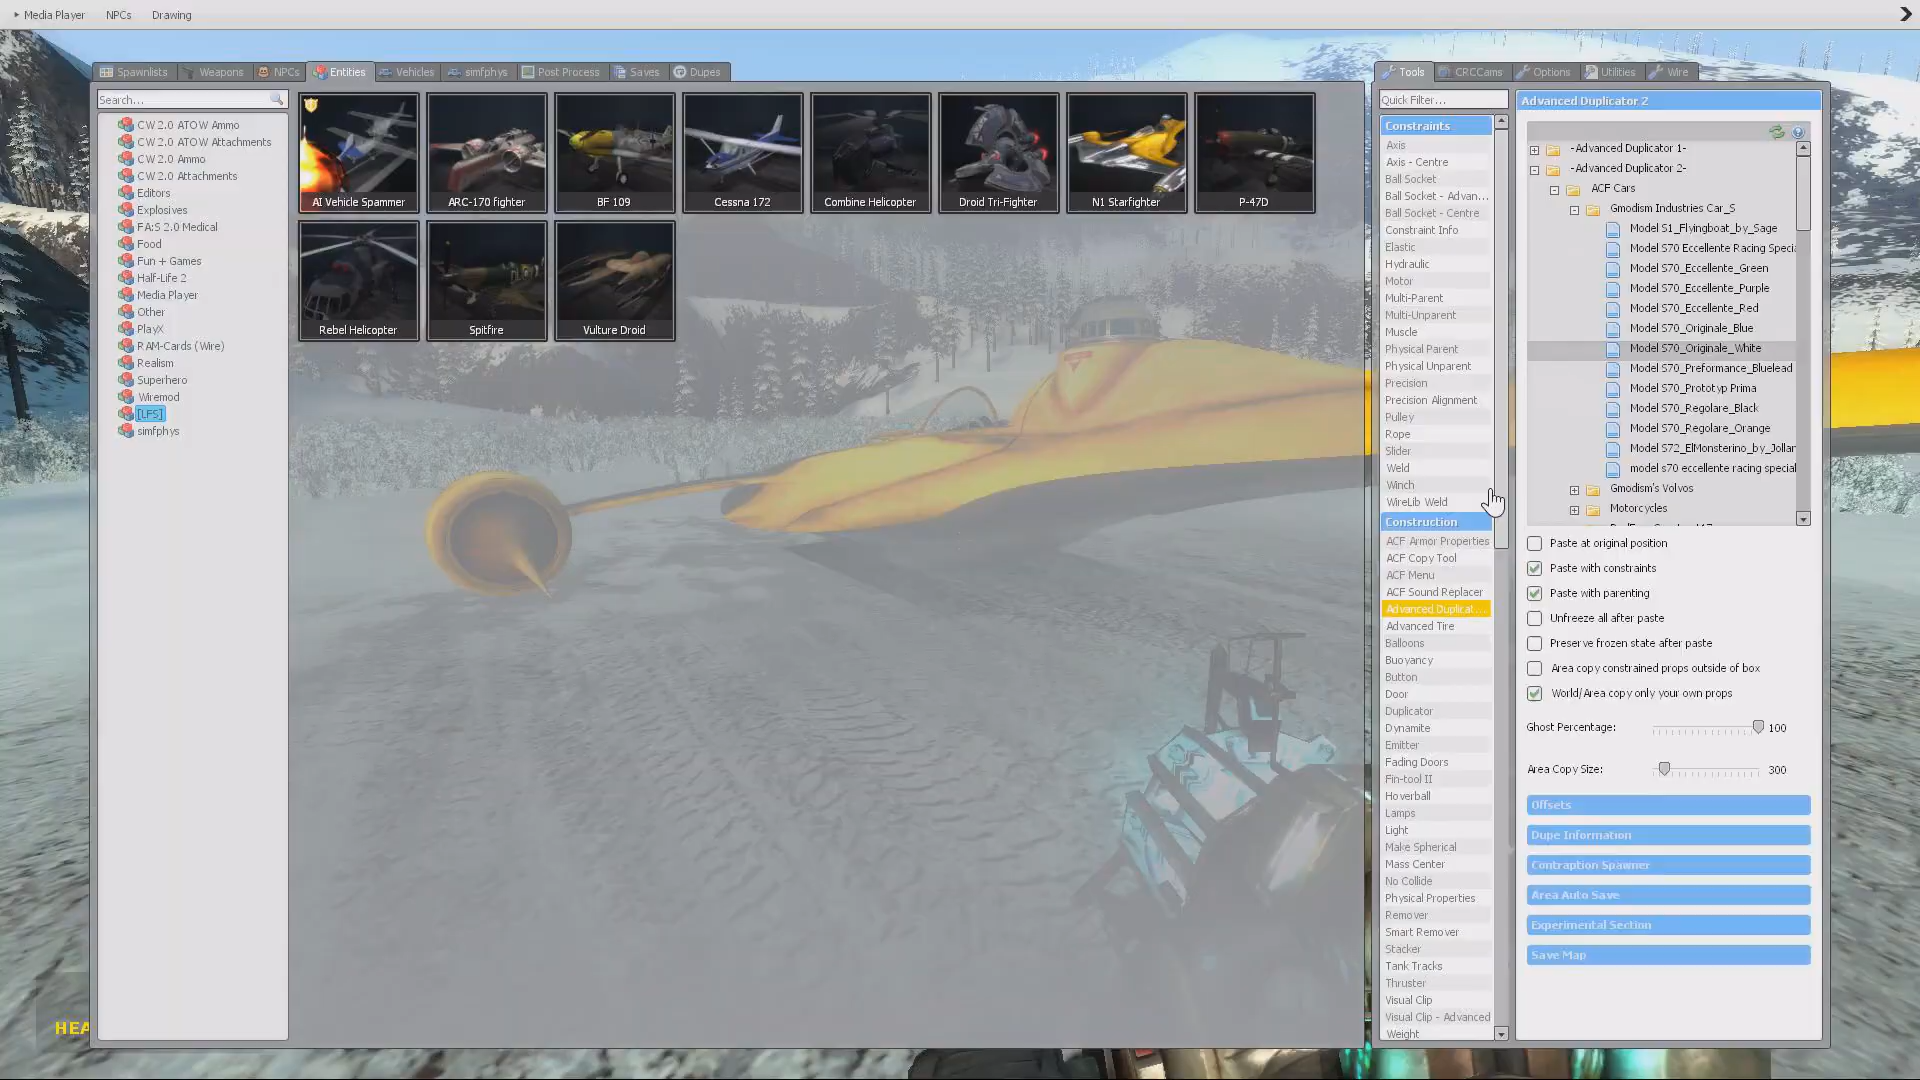 Media Player NPCs Drawing
Spawnlists Weapons NPCs Entities Vehicles simfphys Post Process Saves Dupes
Search...
CW 2.0 ATOW Ammo
CW 2.0 ATOW Attachments
CW 2.0 Ammo
CW 2.0 Attachments
Editors
Explosives
FA:S 2.0 Medical
Food
Fun + Games
Half-Life 2
Media Player
Other
PlayX
RAM-Cards (Wire)
Realism
Superhero
Wiremod
[LFS]
simfphys
AI Vehicle Spammer ARC-170 fighter BF 109 Cessna 172 Combine Helicopter Droid Tri-Fighter N1 Starfighter P-47D
Rebel Helicopter Spitfire Vulture Droid
HEA
Tools CRCCams Options Utilities Wire
Quick Filter...
Constraints
Axis
Axis - Centre
Ball Socket
Ball Socket - Advan...
Ball Socket - Centre
Constraint Info
Elastic
Hydraulic
Motor
Multi-Parent
Multi-Unparent
Muscle
Physical Parent
Physical Unparent
Precision
Precision Alignment
Pulley
Rope
Slider
Weld
Winch
WireLib Weld
Construction
ACF Armor Properties
ACF Copy Tool
ACF Menu
ACF Sound Replacer
Advanced Duplicat...
Advanced Tire
Balloons
Buoyancy
Button
Door
Duplicator
Dynamite
Emitter
Fading Doors
Fin-tool II
Hoverball
Lamps
Light
Make Spherical
Mass Center
No Collide
Physical Properties
Remover
Smart Remover
Stacker
Tank Tracks
Thruster
Visual Clip
Visual Clip - Advanced
Weight
Advanced Duplicator 2
-Advanced Duplicator 1-
-Advanced Duplicator 2-
ACF Cars
Gmodism Industries Car_S
Model S1_Flyingboat_by_Sage
Model S70 Eccellente Racing Specia
Model S70_Eccellente_Green
Model S70_Eccellente_Purple
Model S70_Eccellente_Red
Model S70_Originale_Blue
Model S70_Originale_White
Model S70_Preformance_Bluelead
Model S70_Prototyp Prima
Model S70_Regolare_Black
Model S70_Regolare_Orange
Model S72_ElMonsterino_by_Jollar
model s70 eccellente racing special
Gmodism's Volvos
Motorcycles
Paste at original position
Paste with constraints
Paste with parenting
Unfreeze all after paste
Preserve frozen state after paste
Area copy constrained props outside of box
World/Area copy only your own props
Ghost Percentage: 100
Area Copy Size: 300
Offsets
Dupe Information
Contraption Spawner
Area Auto Save
Experimental Section
Save Map